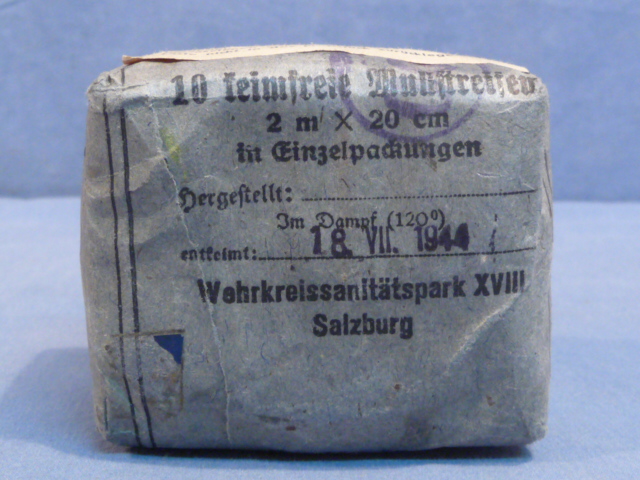 10 keimfreie Mullstreifen
2 m × 20 cm
in Einzelpackungen
Hergestellt:
Im Dampf (120°)
entkeimt: 18. VII. 1944
Wehrkreissanitätspark XVIII
Salzburg